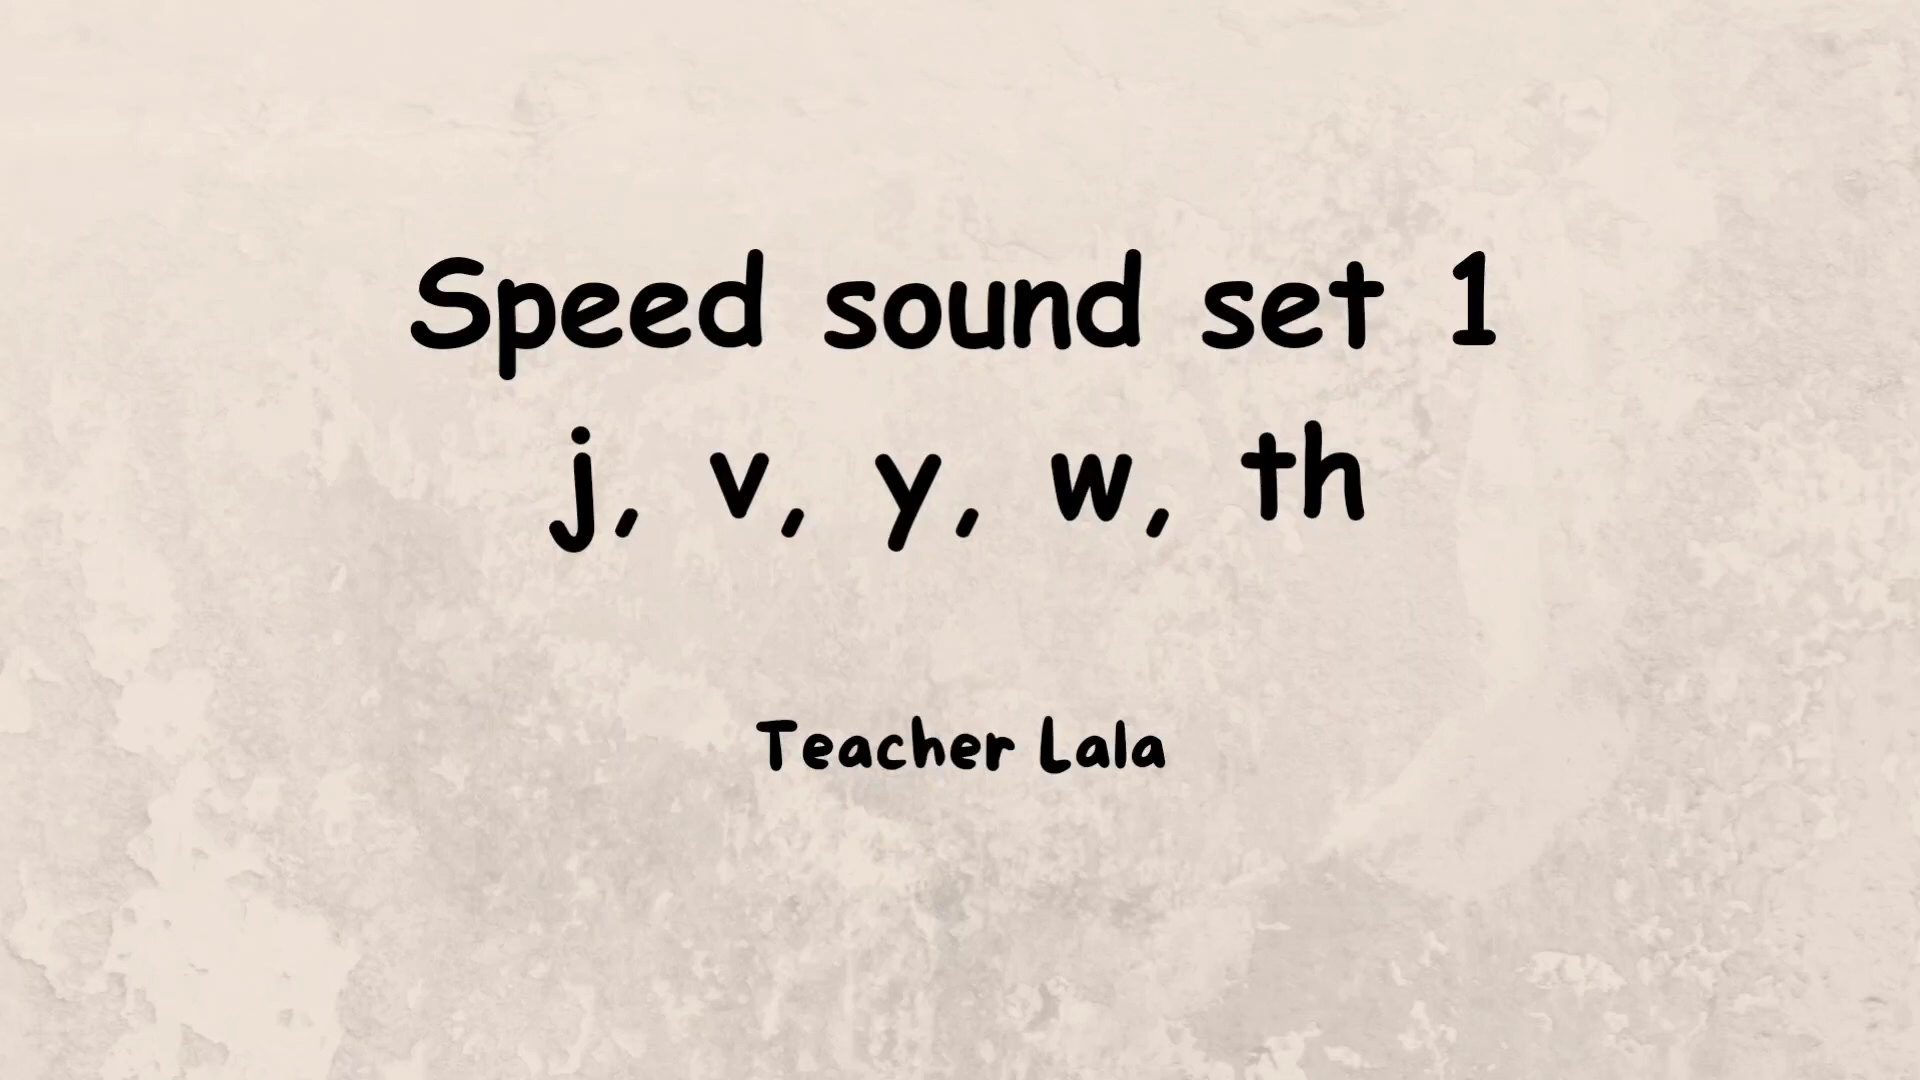 Speed sound set 1
j, v, y, w, th
Teacher Lala